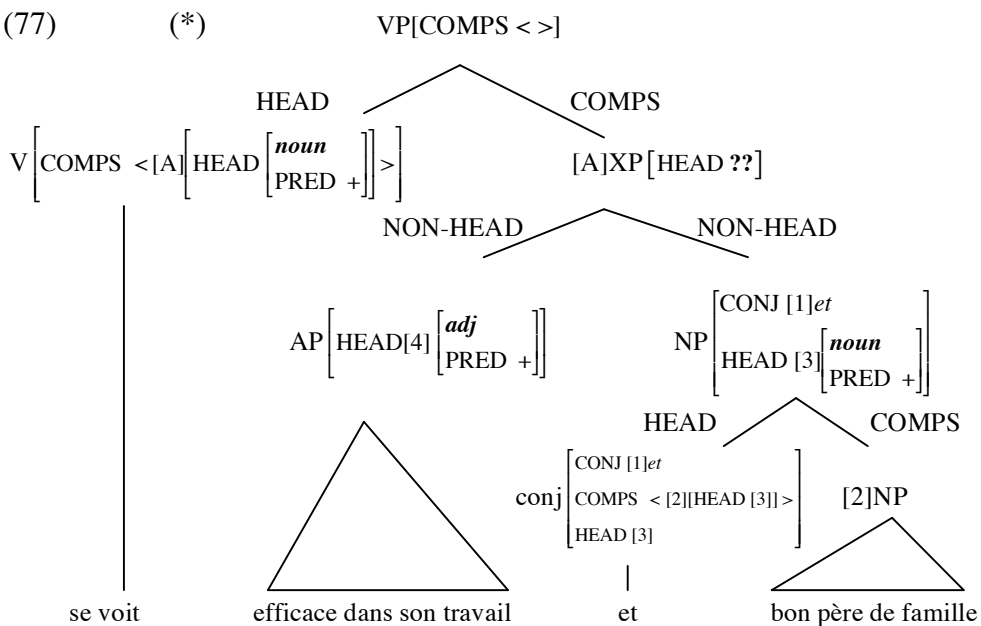 (77) (*) VP[COMPS < >]
HEAD COMPS
V[COMPS <[A][HEAD [noun
PRED +]]>] [A]XP[HEAD ??]
NON-HEAD NON-HEAD
AP[HEAD[4] [adj
PRED +]] NP[CONJ [1]et
HEAD [3][noun
PRED +]]
HEAD COMPS
conj[CONJ [1]et
COMPS <[2][HEAD [3]]>
HEAD [3]] [2]NP
se voit efficace dans son travail et bon père de famille